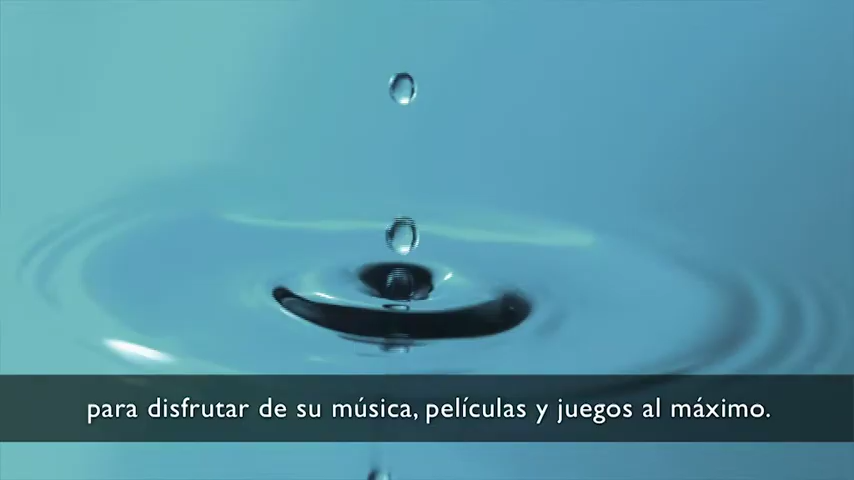 para disfrutar de su música, películas y juegos al máximo.